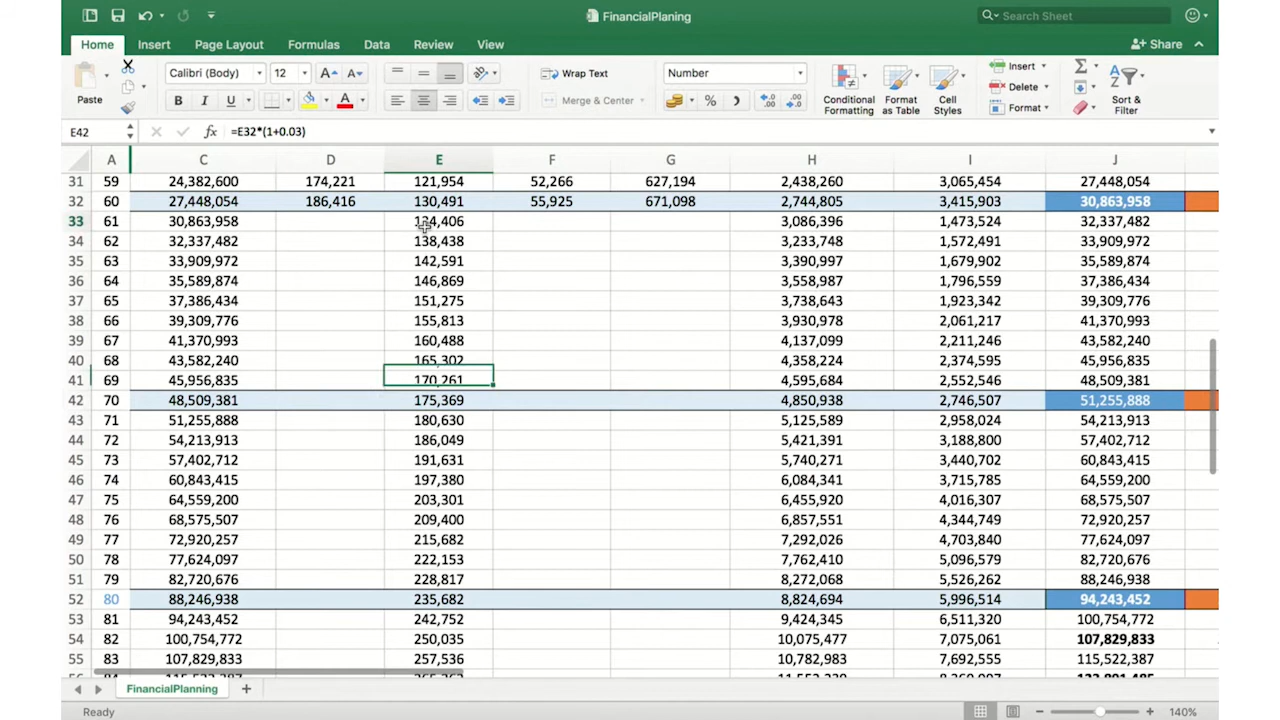 FinancialPlaning
Search Sheet
Home Insert Page Layout Formulas Data Review View
Share
Paste
Calibri (Body) 12 A A
B I U A
Wrap Text
Merge & Center
Number
%
Conditional Formatting
Format as Table
Cell Styles
Insert
Delete
Format
Sort & Filter
E42 fx =E32*(1+0.03)
A C D E F G H I J
31 59 24,382,600 174,221 121,954 52,266 627,194 2,438,260 3,065,454 27,448,054
32 60 27,448,054 186,416 130,491 55,925 671,098 2,744,805 3,415,903 30,863,958
33 61 30,863,958 134,406 3,086,396 1,473,524 32,337,482
34 62 32,337,482 138,438 3,233,748 1,572,491 33,909,972
35 63 33,909,972 142,591 3,390,997 1,679,902 35,589,874
36 64 35,589,874 146,869 3,558,987 1,796,559 37,386,434
37 65 37,386,434 151,275 3,738,643 1,923,342 39,309,776
38 66 39,309,776 155,813 3,930,978 2,061,217 41,370,993
39 67 41,370,993 160,488 4,137,099 2,211,246 43,582,240
40 68 43,582,240 165,302 4,358,224 2,374,595 45,956,835
41 69 45,956,835 170,261 4,595,684 2,552,546 48,509,381
42 70 48,509,381 175,369 4,850,938 2,746,507 51,255,888
43 71 51,255,888 180,630 5,125,589 2,958,024 54,213,913
44 72 54,213,913 186,049 5,421,391 3,188,800 57,402,712
45 73 57,402,712 191,631 5,740,271 3,440,702 60,843,415
46 74 60,843,415 197,380 6,084,341 3,715,785 64,559,200
47 75 64,559,200 203,301 6,455,920 4,016,307 68,575,507
48 76 68,575,507 209,400 6,857,551 4,344,749 72,920,257
49 77 72,920,257 215,682 7,292,026 4,703,840 77,624,097
50 78 77,624,097 222,153 7,762,410 5,096,579 82,720,676
51 79 82,720,676 228,817 8,272,068 5,526,262 88,246,938
52 80 88,246,938 235,682 8,824,694 5,996,514 94,243,452
53 81 94,243,452 242,752 9,424,345 6,511,320 100,754,772
54 82 100,754,772 250,035 10,075,477 7,075,061 107,829,833
55 83 107,829,833 257,536 10,782,983 7,692,555 115,522,387
FinancialPlanning
Ready 140%